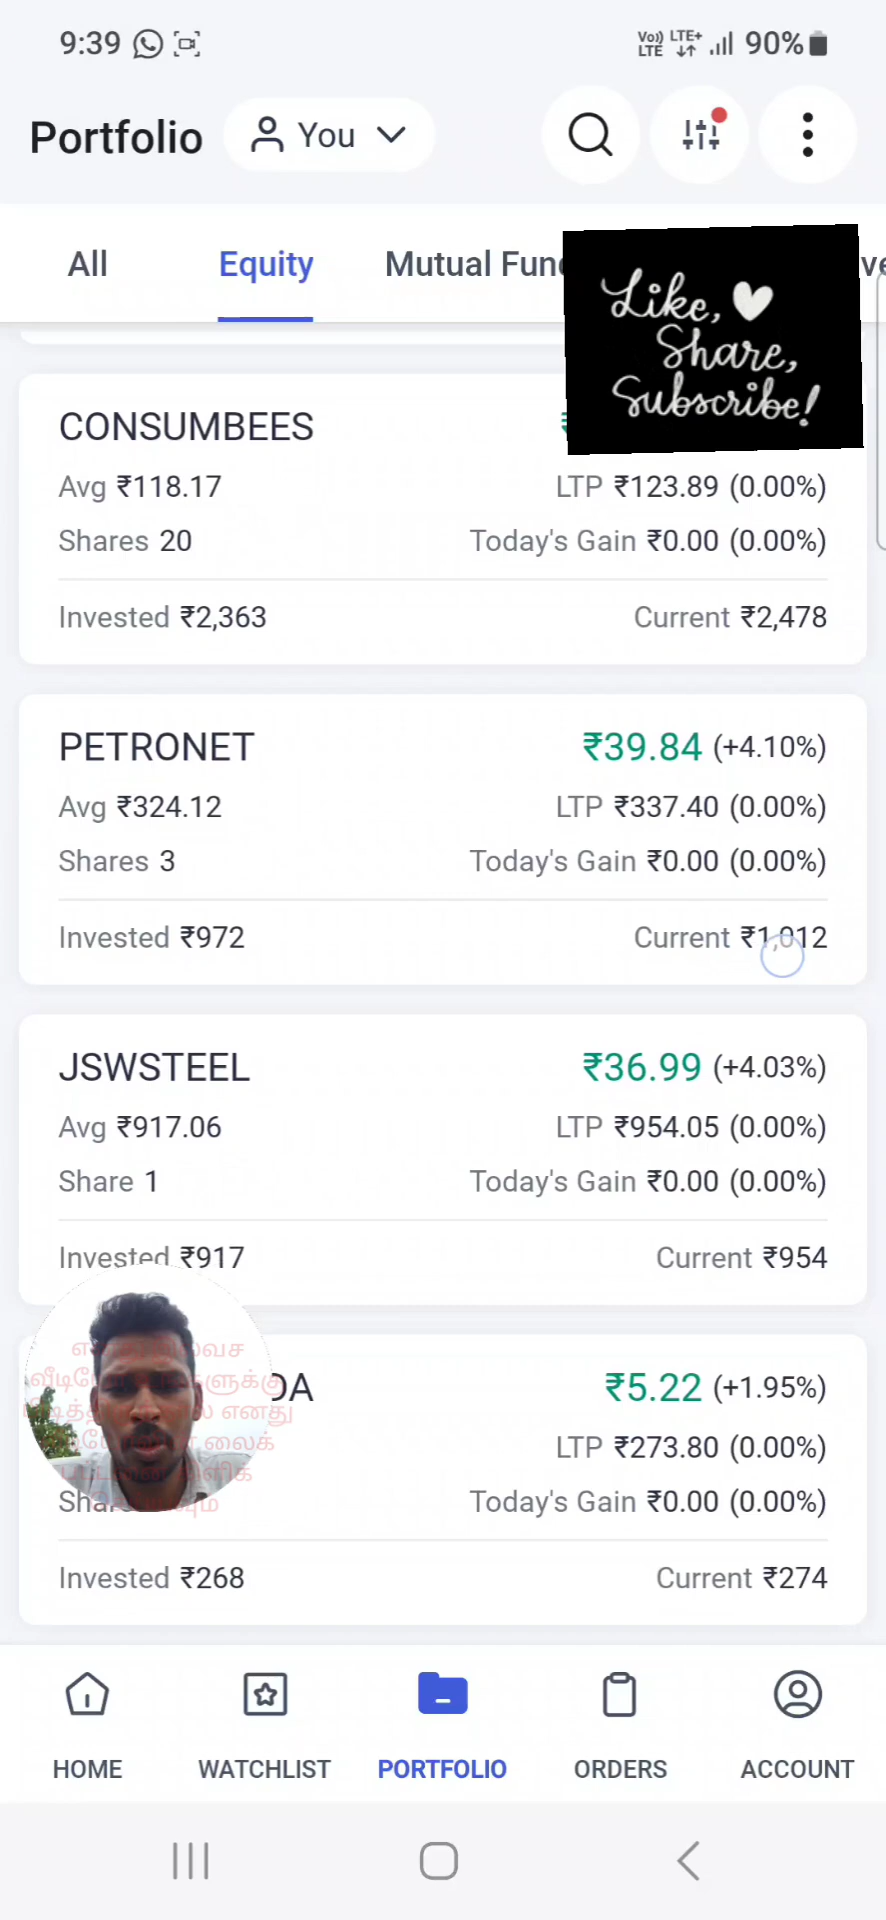 9:39
Vo)) LTE LTE+ 90%
Portfolio You
All Equity Mutual
Like,
Share,
Subscribe!
CONSUMBEES
Avg ₹118.17 LTP ₹123.89 (0.00%)
Shares 20 Today's Gain ₹0.00 (0.00%)
Invested ₹2,363 Current ₹2,478
PETRONET ₹39.84 (+4.10%)
Avg ₹324.12 LTP ₹337.40 (0.00%)
Shares 3 Today's Gain ₹0.00 (0.00%)
Invested ₹972 Current ₹1,012
JSWSTEEL ₹36.99 (+4.03%)
Avg ₹917.06 LTP ₹954.05 (0.00%)
Share 1 Today's Gain ₹0.00 (0.00%)
Invested ₹917 Current ₹954
₹5.22 (+1.95%)
LTP ₹273.80 (0.00%)
எனது
லைக்
Today's Gain ₹0.00 (0.00%)
Invested ₹268 Current ₹274
HOME WATCHLIST PORTFOLIO ORDERS ACCOUNT